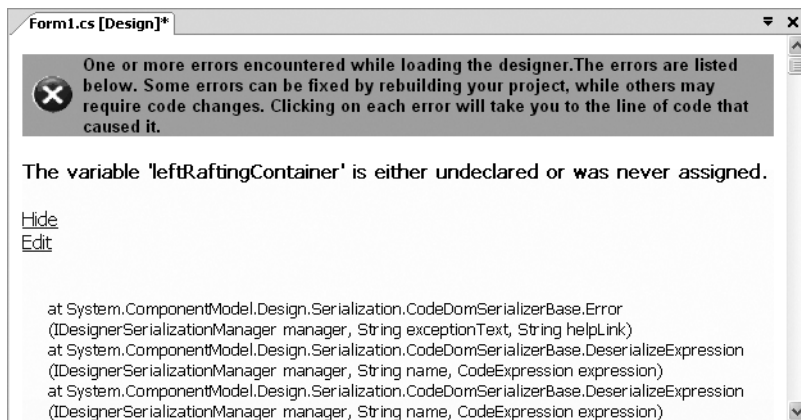 Form1.cs [Design]*
One or more errors encountered while loading the designer.The errors are listed
below. Some errors can be fixed by rebuilding your project, while others may
require code changes. Clicking on each error will take you to the line of code that
caused it.
The variable 'leftRaftingContainer' is either undeclared or was never assigned.
Hide
Edit
at System.ComponentModel.Design.Serialization.CodeDomSerializerBase.Error
(IDesignerSerializationManager manager, String exceptionText, String helpLink)
at System.ComponentModel.Design.Serialization.CodeDomSerializerBase.DeserializeExpression
(IDesignerSerializationManager manager, String name, CodeExpression expression)
at System.ComponentModel.Design.Serialization.CodeDomSerializerBase.DeserializeExpression
(IDesignerSerializationManager manager, String name, CodeExpression expression)